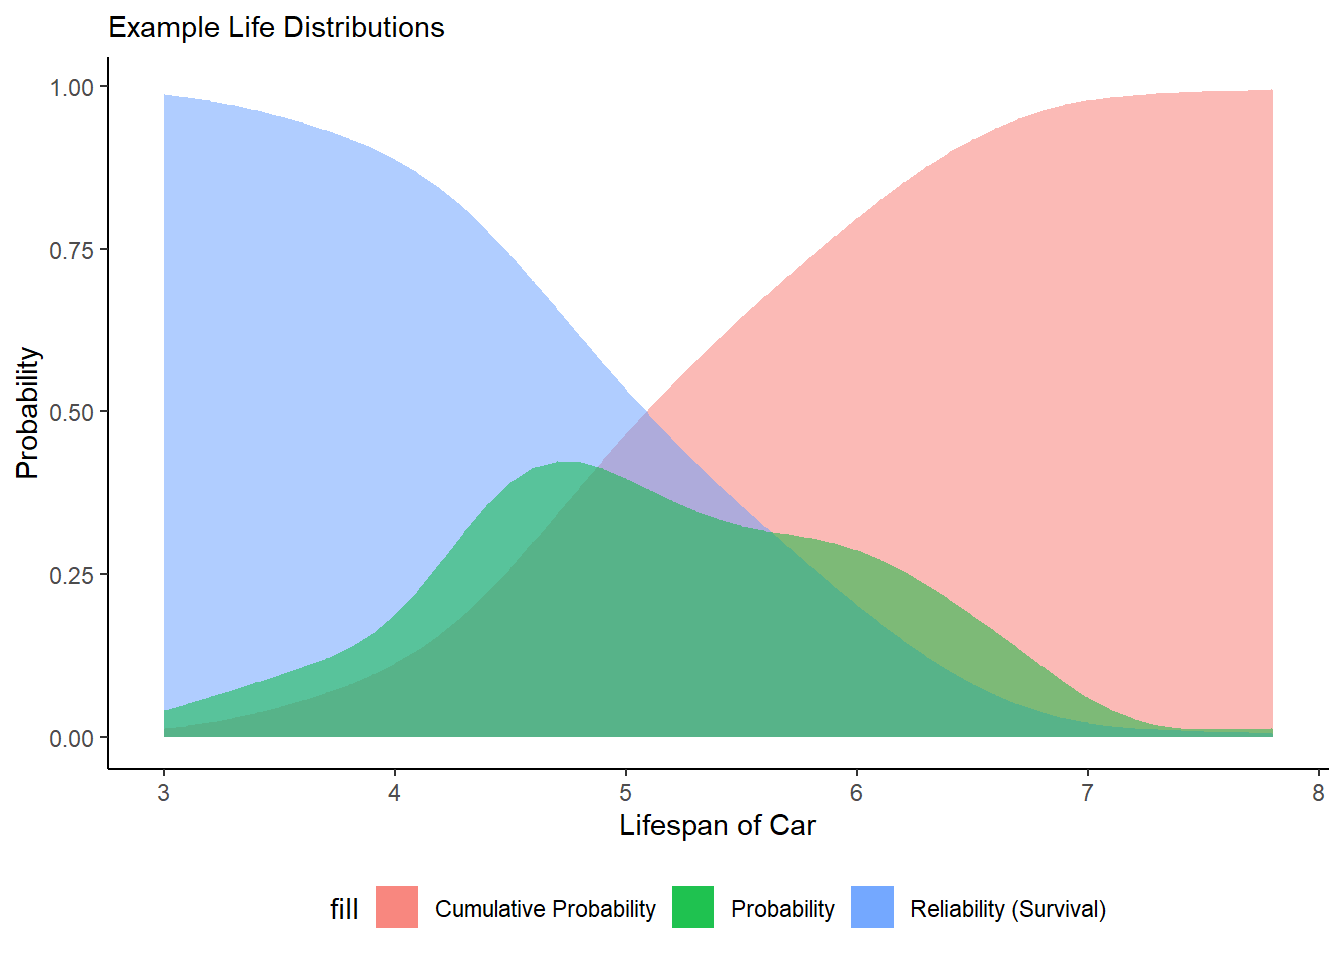 Example Life Distributions
1.00
0.75
0.50
0.25
0.00
Probability
3 4 5 6 7 8
Lifespan of Car
fill Cumulative Probability Probability Reliability (Survival)